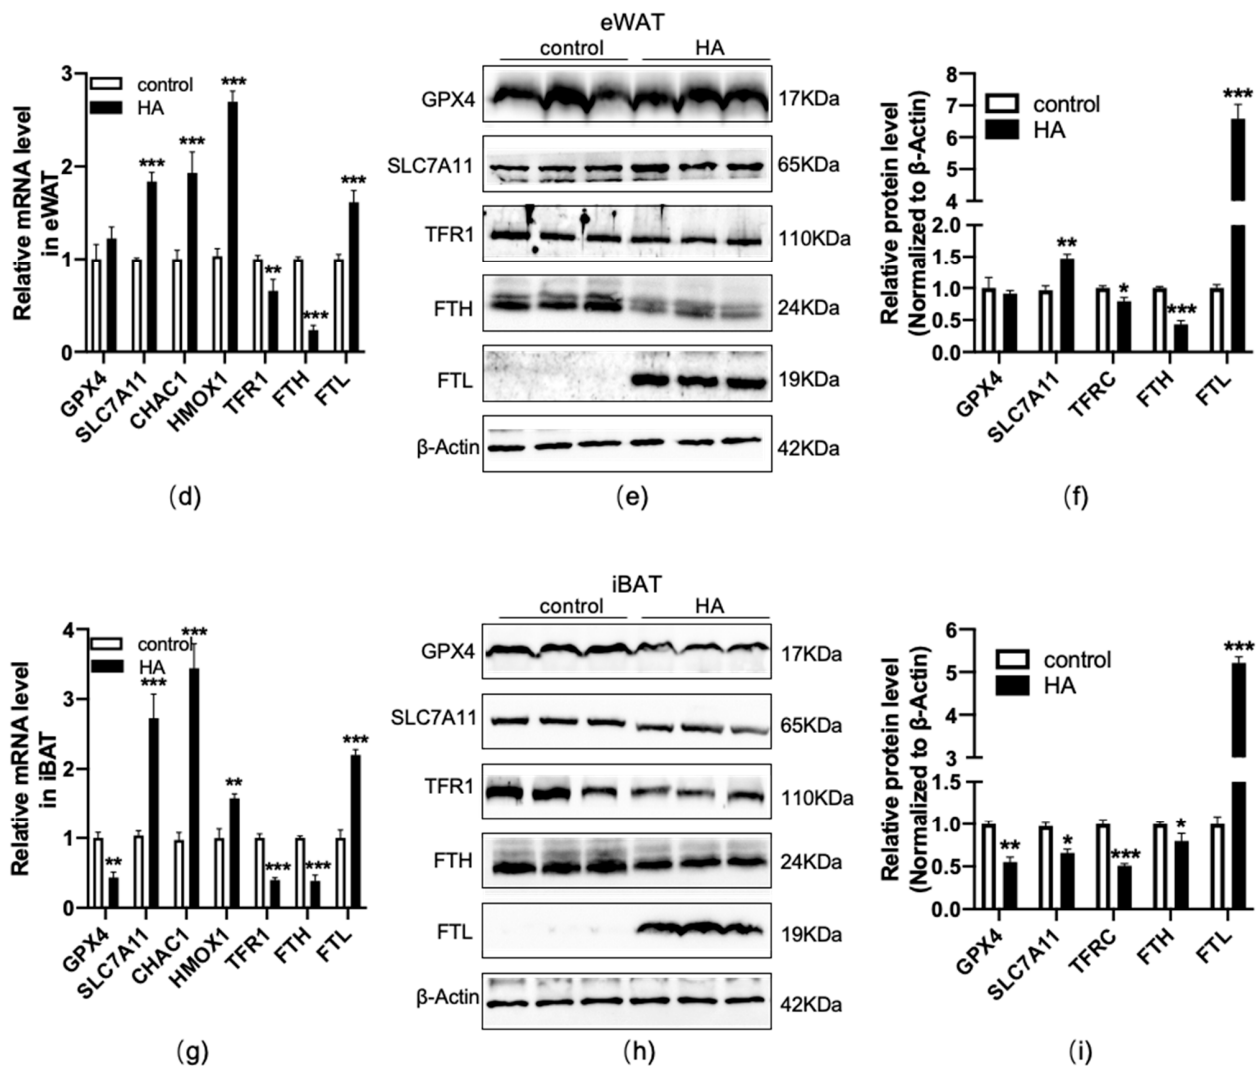 eWAT
control HA
GPX4 17KDa
SLC7A11 65KDa
TFR1 110KDa
FTH 24KDa
FTL 19KDa
β-Actin 42KDa
Relative mRNA level
in eWAT
3
2
1
0
control
HA
***
***
***
**
***
***
GPX4
SLC7A11
CHAC1
HMOX1
TFR1
FTH
FTL
Relative protein level
(Normalized to β-Actin)
8
7
6
5
4
2.0
1.5
1.0
0.5
0.0
control
HA
**
*
***
***
GPX4
SLC7A11
TFRC
FTH
FTL
(d)
(e)
(f)
iBAT
control HA
GPX4 17KDa
SLC7A11 65KDa
TFR1 110KDa
FTH 24KDa
FTL 19KDa
β-Actin 42KDa
Relative mRNA level
in iBAT
4
3
2
1
0
control
HA
**
***
***
**
***
***
***
GPX4
SLC7A11
CHAC1
HMOX1
TFR1
FTH
FTL
Relative protein level
(Normalized to β-Actin)
6
5
4
3
1.5
1.0
0.5
0.0
control
HA
**
*
***
*
***
GPX4
SLC7A11
TFRC
FTH
FTL
(g)
(h)
(i)